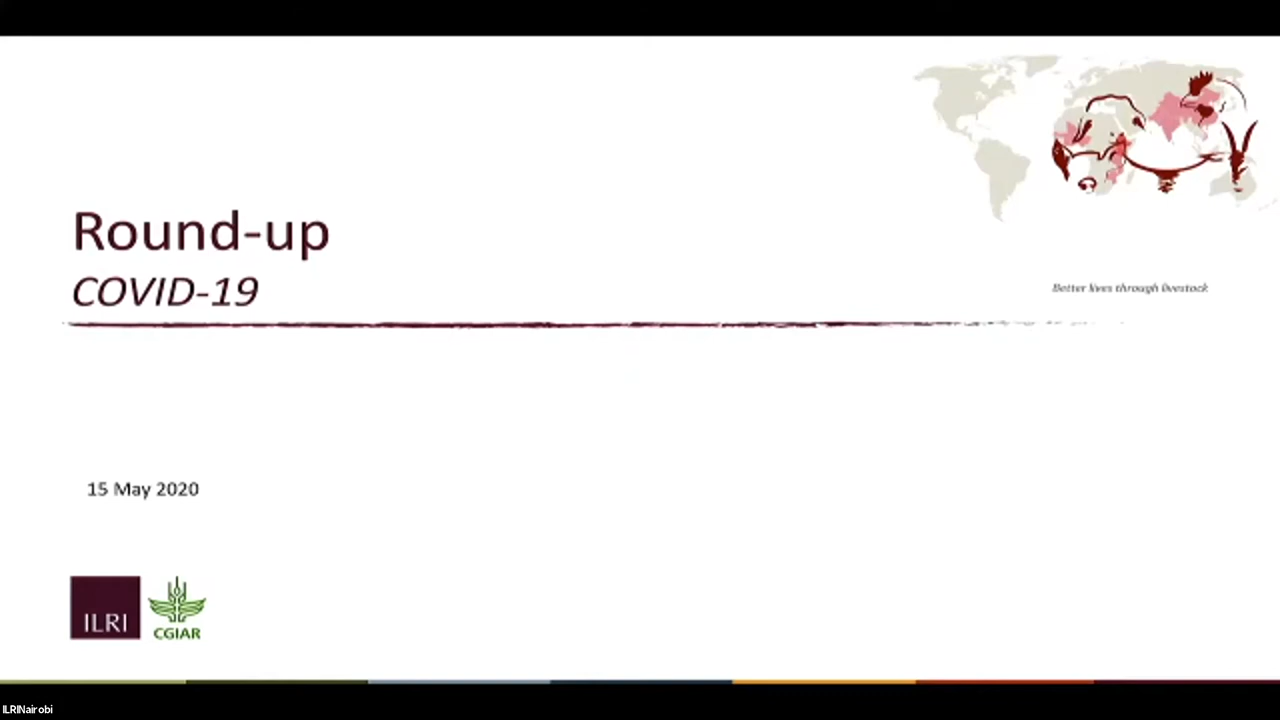 Round-up
COVID-19
Better lives through livestock
15 May 2020
ILRI
CGIAR
ILRINairobi